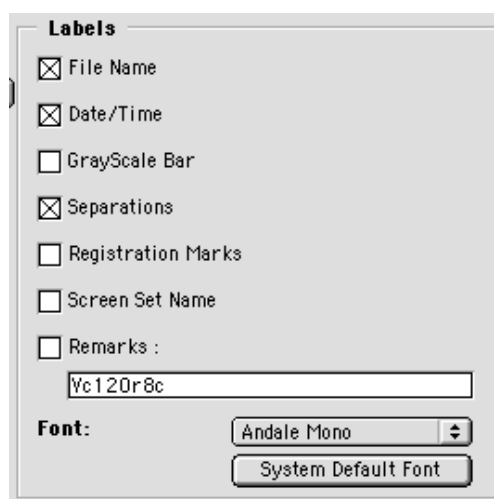 Labels
File Name
Date/Time
GrayScale Bar
Separations
Registration Marks
Screen Set Name
Remarks :
Vc120r8c
Font: Andale Mono
System Default Font